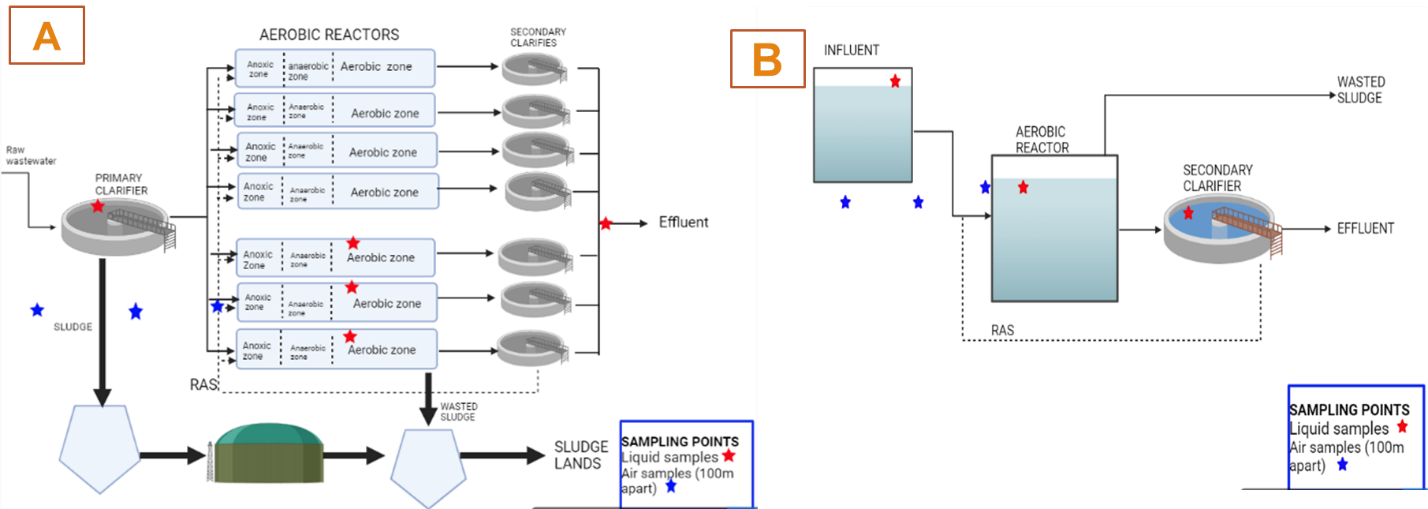 A
AEROBIC REACTORS
SECONDARY
CLARIFIES
Anoxic
zone
anaerobic
zone
Aerobic zone
Anoxic
zone
Anaerobic
zone
Aerobic zone
Anoxic
zone
Anaerobic
zone
Aerobic zone
Anoxic
zone
Anaerobic
zone
Aerobic zone
Raw
wastewater
PRIMARY
CLARIFIER
Effluent
Anoxic
Zone
Anaerobic
zone
Aerobic zone
Anoxic
zone
Anaerobic
zone
Aerobic zone
Anoxic
zone
Anaerobic
zone
Aerobic zone
SLUDGE
RAS
WASTED
SLUDGE
SLUDGE
LANDS
SAMPLING POINTS
Liquid samples
Air samples (100m
apart)
B
INFLUENT
WASTED
SLUDGE
AEROBIC
REACTOR
SECONDARY
CLARIFIER
EFFLUENT
RAS
SAMPLING POINTS
Liquid samples
Air samples (100m
apart)